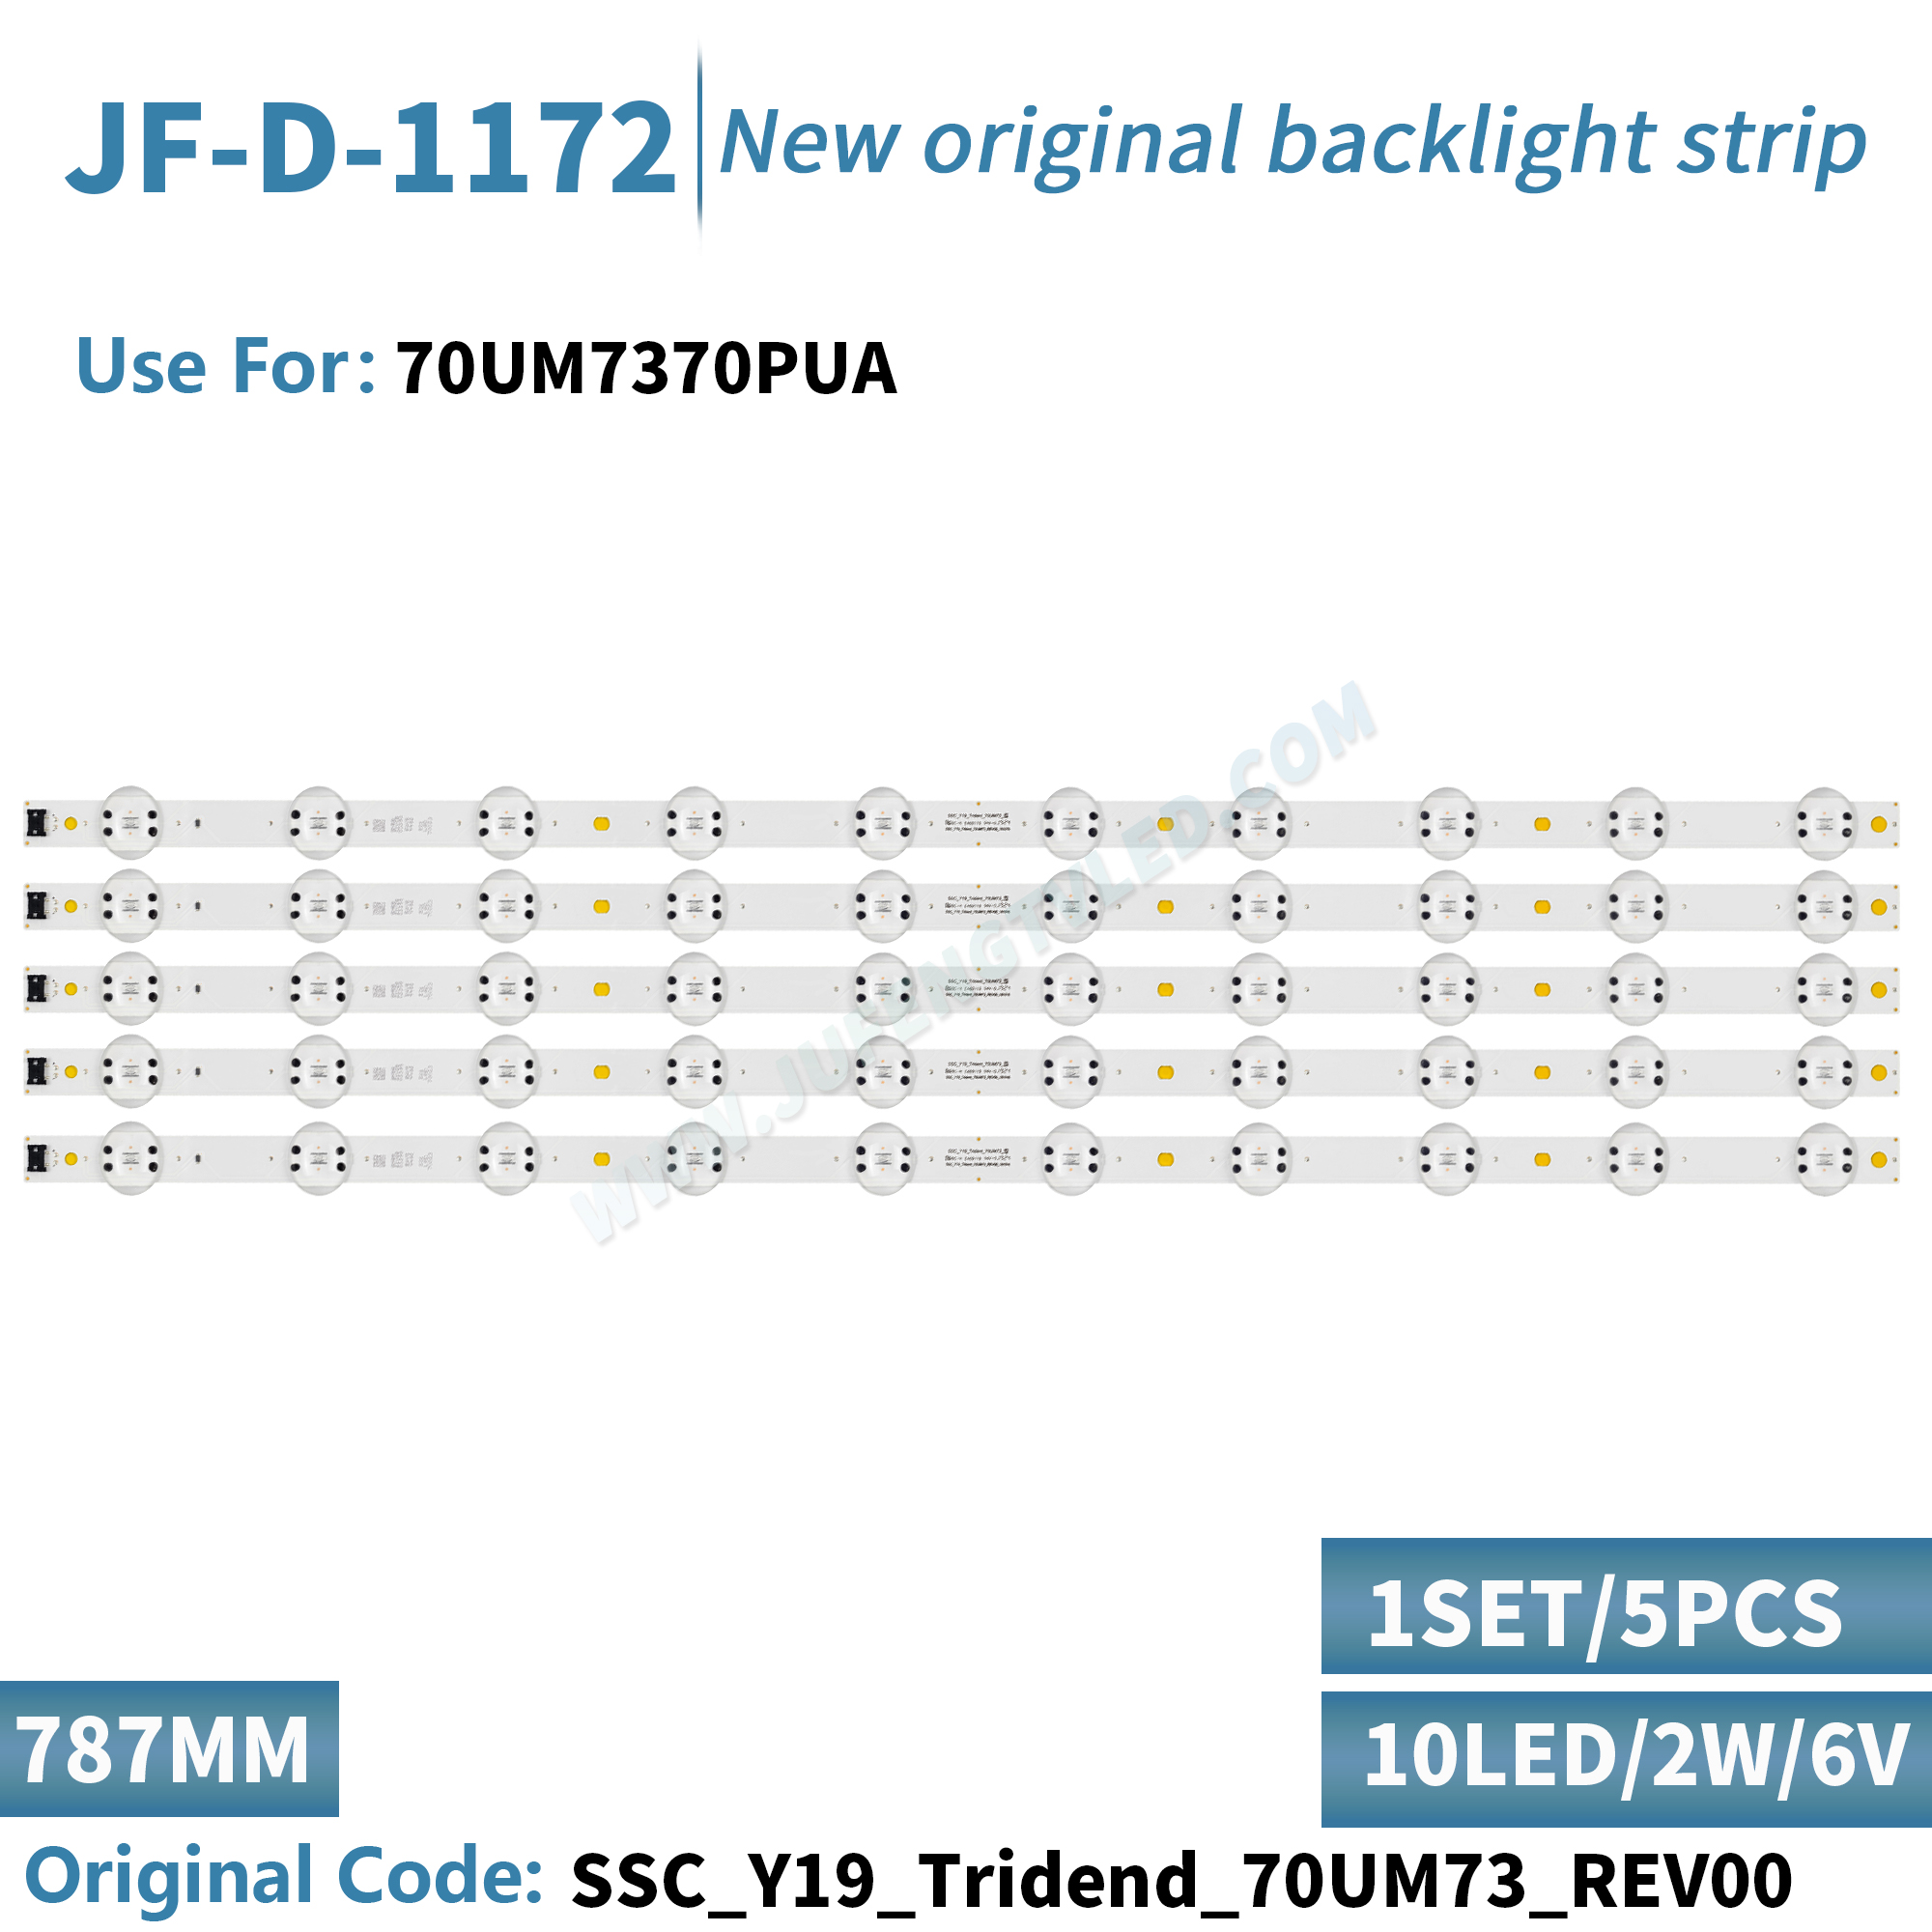 JF-D-1172
New original backlight strip
Use For: 70UM7370PUA
WWW.JUFENGTVLED.COM
1SET/5PCS
787MM
10LED/2W/6V
Original Code: SSC_Y19_Tridend_70UM73_REV00